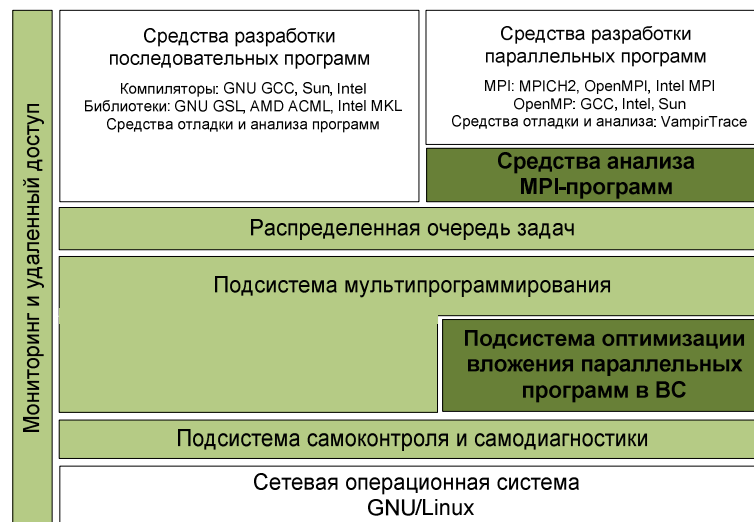 Мониторинг и удаленный доступ
Средства разработки
последовательных программ
Компиляторы: GNU GCC, Sun, Intel
Библиотеки: GNU GSL, AMD ACML, Intel MKL
Средства отладки и анализа программ
Средства разработки
параллельных программ
MPI: MPICH2, OpenMPI, Intel MPI
OpenMP: GCC, Intel, Sun
Средства отладки и анализа: VampirTrace
Средства анализа
MPI-программ
Распределенная очередь задач
Подсистема мультипрограммирования
Подсистема оптимизации
вложения параллельных
программ в ВС
Подсистема самоконтроля и самодиагностики
Сетевая операционная система
GNU/Linux